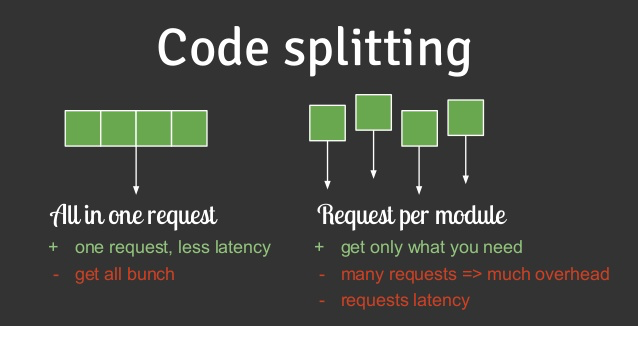 Code splitting
All in one request
+ one request, less latency
- get all bunch
Request per module
+ get only what you need
- many requests => much overhead
- requests latency